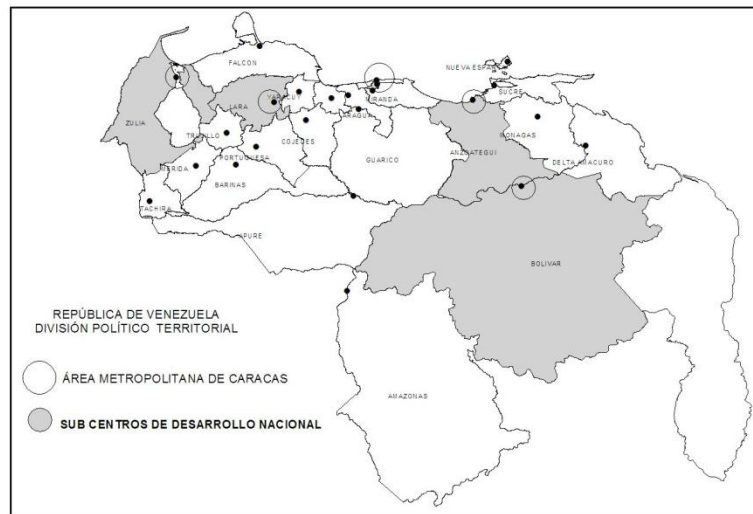 FALCON
NUEVA ESPARTA
SUCRE
MIRANDA
YARACUY
LARA
ARAGUA
ZULIA
TRUJILLO
COJEDES
MONAGAS
ANZOATEGUI
PORTUGUESA
GUARICO
DELTA AMACURO
MERIDA
BARINAS
TACHIRA
APURE
BOLIVAR
AMAZONAS
REPÚBLICA DE VENEZUELA
DIVISIÓN POLÍTICO TERRITORIAL
ÁREA METROPOLITANA DE CARACAS
SUB CENTROS DE DESARROLLO NACIONAL